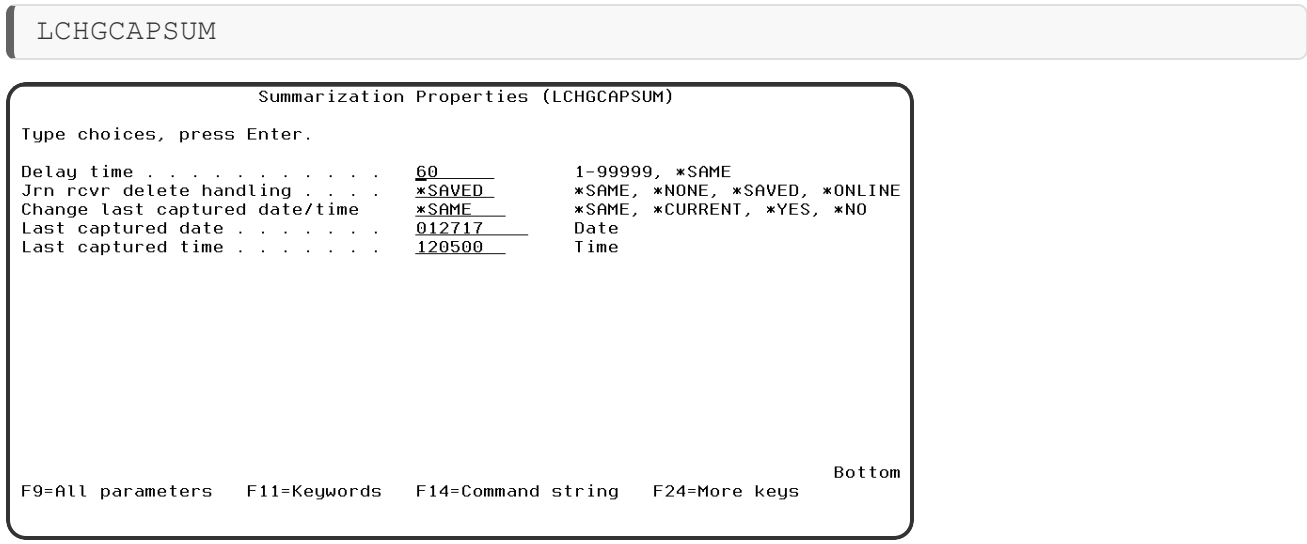 LCHGCAPSUM
Summarization Properties (LCHGCAPSUM)
Type choices, press Enter.
Delay time . . . . . . . . . . . 60 1-99999, *SAME
Jrn rcvr delete handling . . . . *SAVED *SAME, *NONE, *SAVED, *ONLINE
Change last captured date/time *SAME *SAME, *CURRENT, *YES, *NO
Last captured date . . . . . . . 012717 Date
Last captured time . . . . . . . 120500 Time
Bottom
F9=All parameters F11=Keywords F14=Command string F24=More keys